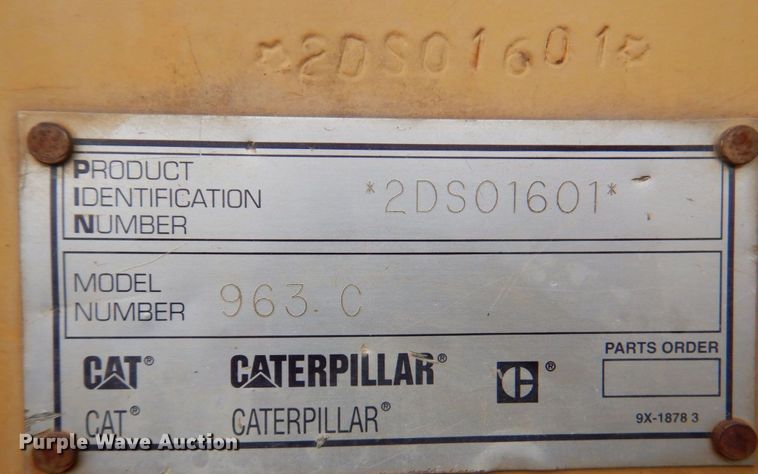 *2DS01601*
PRODUCT
IDENTIFICATION
NUMBER
*2DS01601*
MODEL
NUMBER
963.C
CAT® CATERPILLAR® ®
CAT® CATERPILLAR®
PARTS ORDER
9X-1878 3
Purple Wave Auction